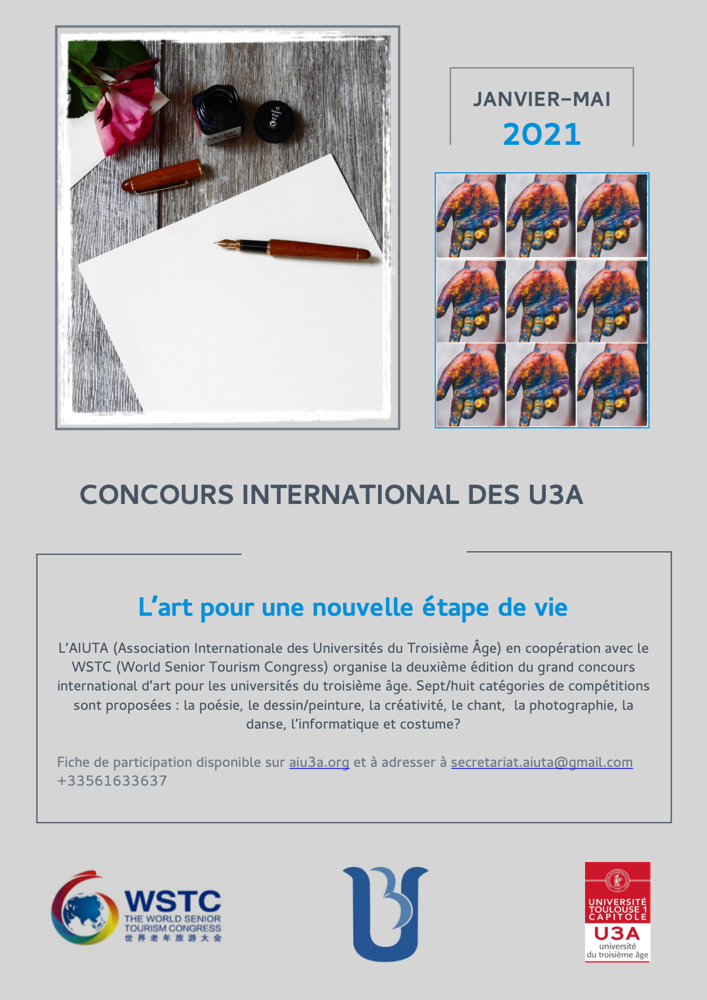 12
Schwarz
Black
Noir
JANVIER–MAI
2021
CONCOURS INTERNATIONAL DES U3A
L’art pour une nouvelle étape de vie
L’AIUTA (Association Internationale des Universités du Troisième Âge) en coopération avec le
WSTC (World Senior Tourism Congress) organise la deuxième édition du grand concours
international d’art pour les universités du troisième âge. Sept/huit catégories de compétitions
sont proposées : la poésie, le dessin/peinture, la créativité, le chant,  la photographie, la
danse, l’informatique et costume?
Fiche de participation disponible sur aiu3a.org et à adresser à secretariat.aiuta@gmail.com
+33561633637
WSTC
THE WORLD SENIOR
TOURISM CONGRESS
世界老年旅游大会
U3
UNIVERSITÉ
TOULOUSE 1
CAPITOLE
U3A
université
du troisième âge